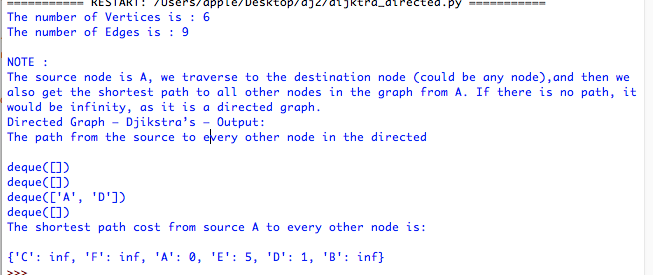 =========== RESTART: /Users/apple/Desktop/dj2/dijktra_directed.py ===========
The number of Vertices is : 6
The number of Edges is : 9
NOTE :
The source node is A, we traverse to the destination node (could be any node),and then we
also get the shortest path to all other nodes in the graph from A. If there is no path, it
would be infinity, as it is a directed graph.
Directed Graph – Djikstra’s – Output:
The path from the source to every other node in the directed
deque([])
deque([])
deque(['A', 'D'])
deque([])
The shortest path cost from source A to every other node is:
{'C': inf, 'F': inf, 'A': 0, 'E': 5, 'D': 1, 'B': inf}
>>>